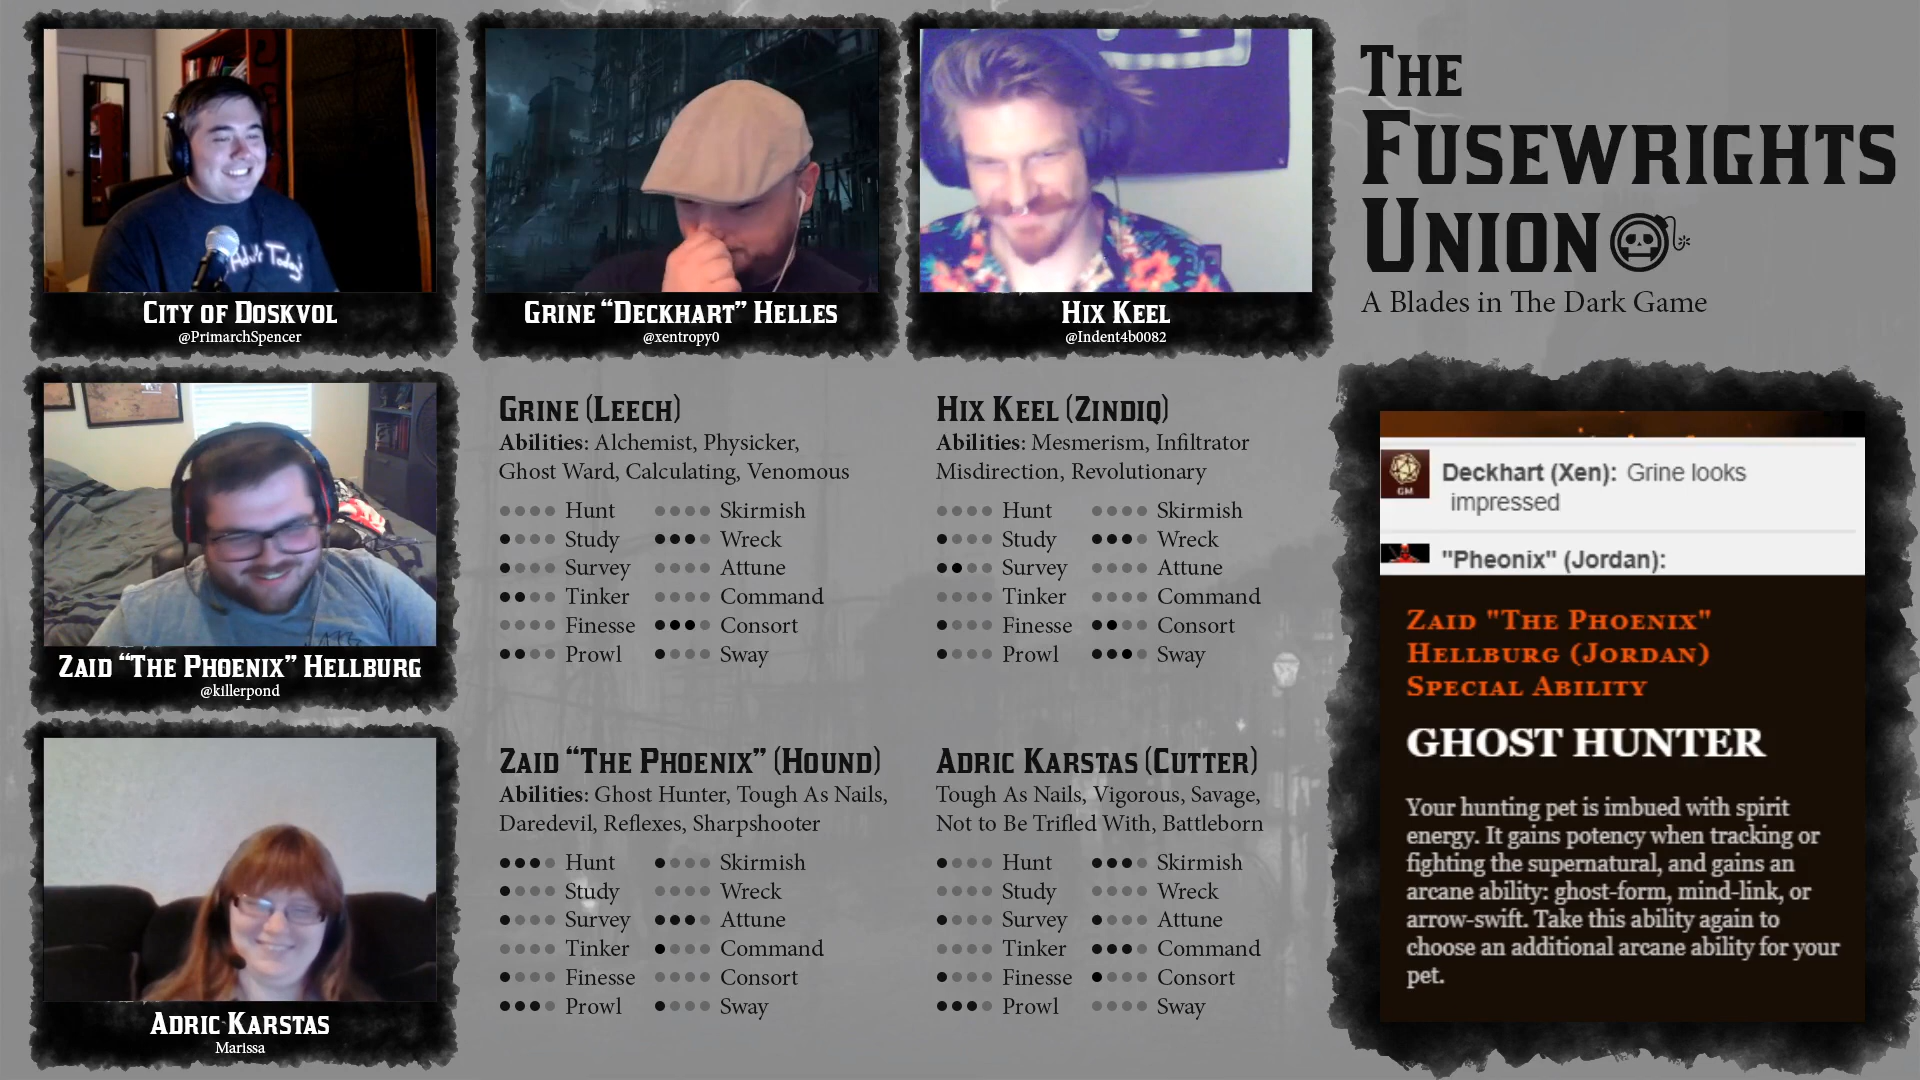 The
Fusewrights
Union
A Blades in The Dark Game
Adults Today
City of Doskvol
@PrimarchSpencer
Grine “Deckhart” Helles
@xentropy0
Hix Keel
@Indent4b0082
Zaid “The Phoenix” Hellburg
@killerpond
Adric Karstas
Marissa
Grine (Leech)
Abilities: Alchemist, Physicker,
Ghost Ward, Calculating, Venomous
Hunt Skirmish
Study Wreck
Survey Attune
Tinker Command
Finesse Consort
Prowl Sway
Hix Keel (Zindiq)
Abilities: Mesmerism, Infiltrator
Misdirection, Revolutionary
Hunt Skirmish
Study Wreck
Survey Attune
Tinker Command
Finesse Consort
Prowl Sway
Zaid “The Phoenix” (Hound)
Abilities: Ghost Hunter, Tough As Nails,
Daredevil, Reflexes, Sharpshooter
Hunt Skirmish
Study Wreck
Survey Attune
Tinker Command
Finesse Consort
Prowl Sway
Adric Karstas (Cutter)
Tough As Nails, Vigorous, Savage,
Not to Be Trifled With, Battleborn
Hunt Skirmish
Study Wreck
Survey Attune
Tinker Command
Finesse Consort
Prowl Sway
GM
Deckhart (Xen): Grine looks
impressed
"Pheonix" (Jordan):
Zaid "The Phoenix"
Hellburg (Jordan)
Special Ability
GHOST HUNTER
Your hunting pet is imbued with spirit
energy. It gains potency when tracking or
fighting the supernatural, and gains an
arcane ability: ghost-form, mind-link, or
arrow-swift. Take this ability again to
choose an additional arcane ability for your
pet.